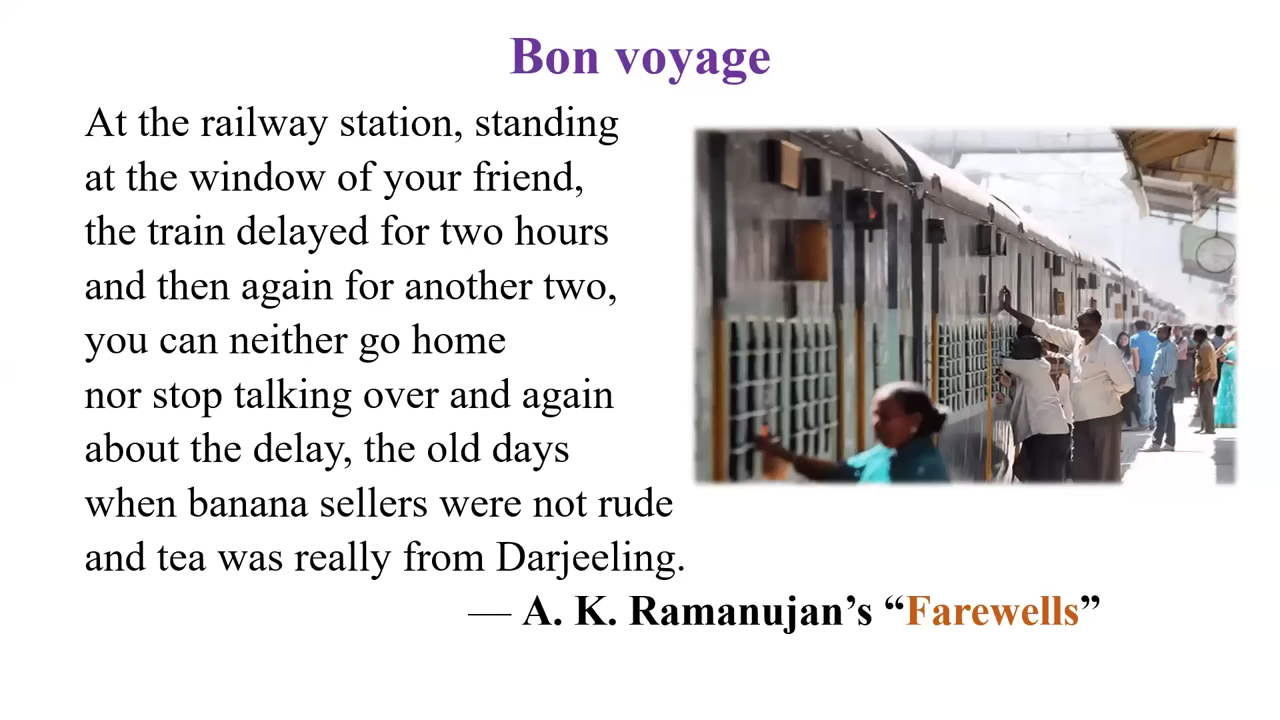 Bon voyage
At the railway station, standing
at the window of your friend,
the train delayed for two hours
and then again for another two,
you can neither go home
nor stop talking over and again
about the delay, the old days
when banana sellers were not rude
and tea was really from Darjeeling.
— A. K. Ramanujan’s “Farewells”